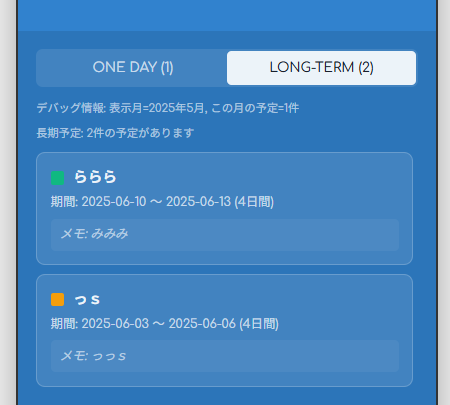 ONE DAY (1)
LONG-TERM (2)
デバッグ情報: 表示月=2025年5月, この月の予定=1件
長期予定: 2件の予定があります
ららら
期間: 2025-06-10 〜 2025-06-13 (4日間)
メモ: みみみ
っｓ
期間: 2025-06-03 〜 2025-06-06 (4日間)
メモ: っっｓ